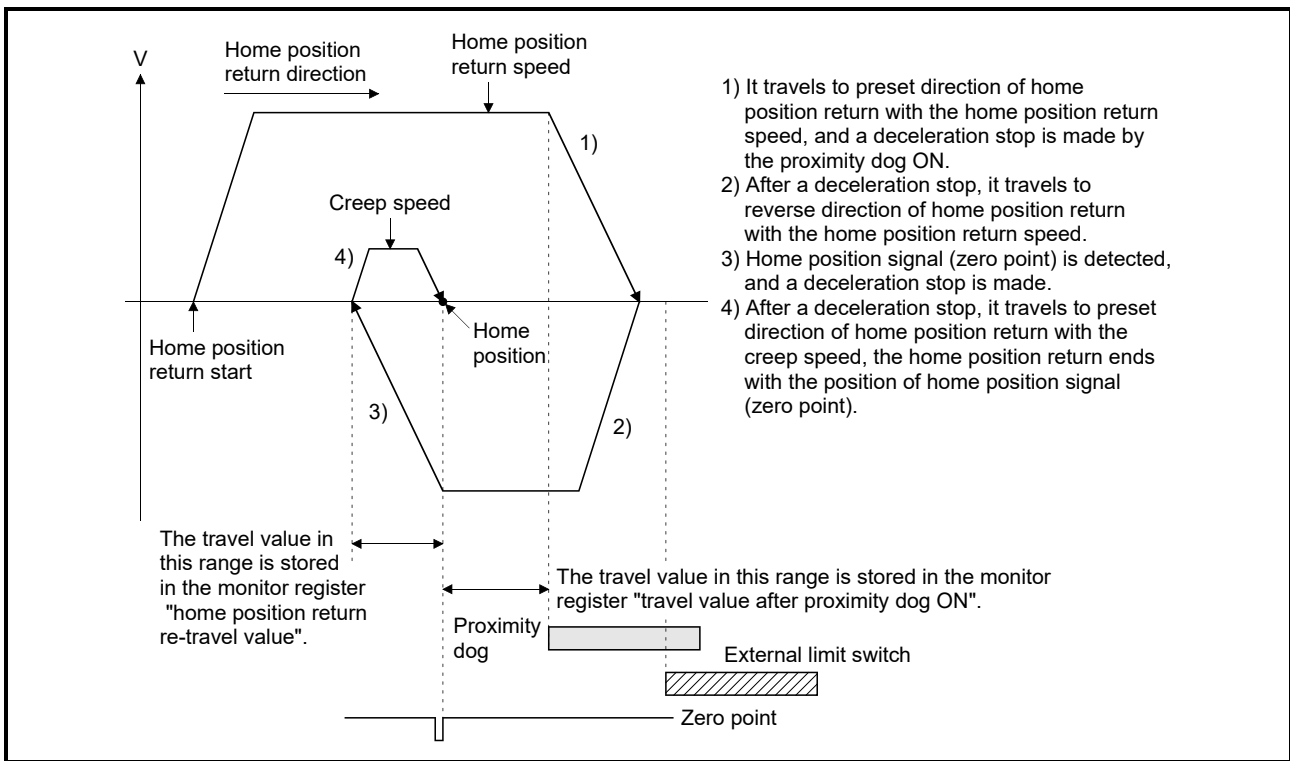 V
Home position
return direction
Home position
return speed
1)
Creep speed
4)
Home position
return start
Home
position
3)
2)
1) It travels to preset direction of home
position return with the home position return
speed, and a deceleration stop is made by
the proximity dog ON.
2) After a deceleration stop, it travels to
reverse direction of home position return
with the home position return speed.
3) Home position signal (zero point) is detected,
and a deceleration stop is made.
4) After a deceleration stop, it travels to preset
direction of home position return with the
creep speed, the home position return ends
with the position of home position signal
(zero point).
The travel value in
this range is stored
in the monitor register
"home position return
re-travel value".
The travel value in this range is stored in the monitor
register "travel value after proximity dog ON".
Proximity
dog
External limit switch
Zero point